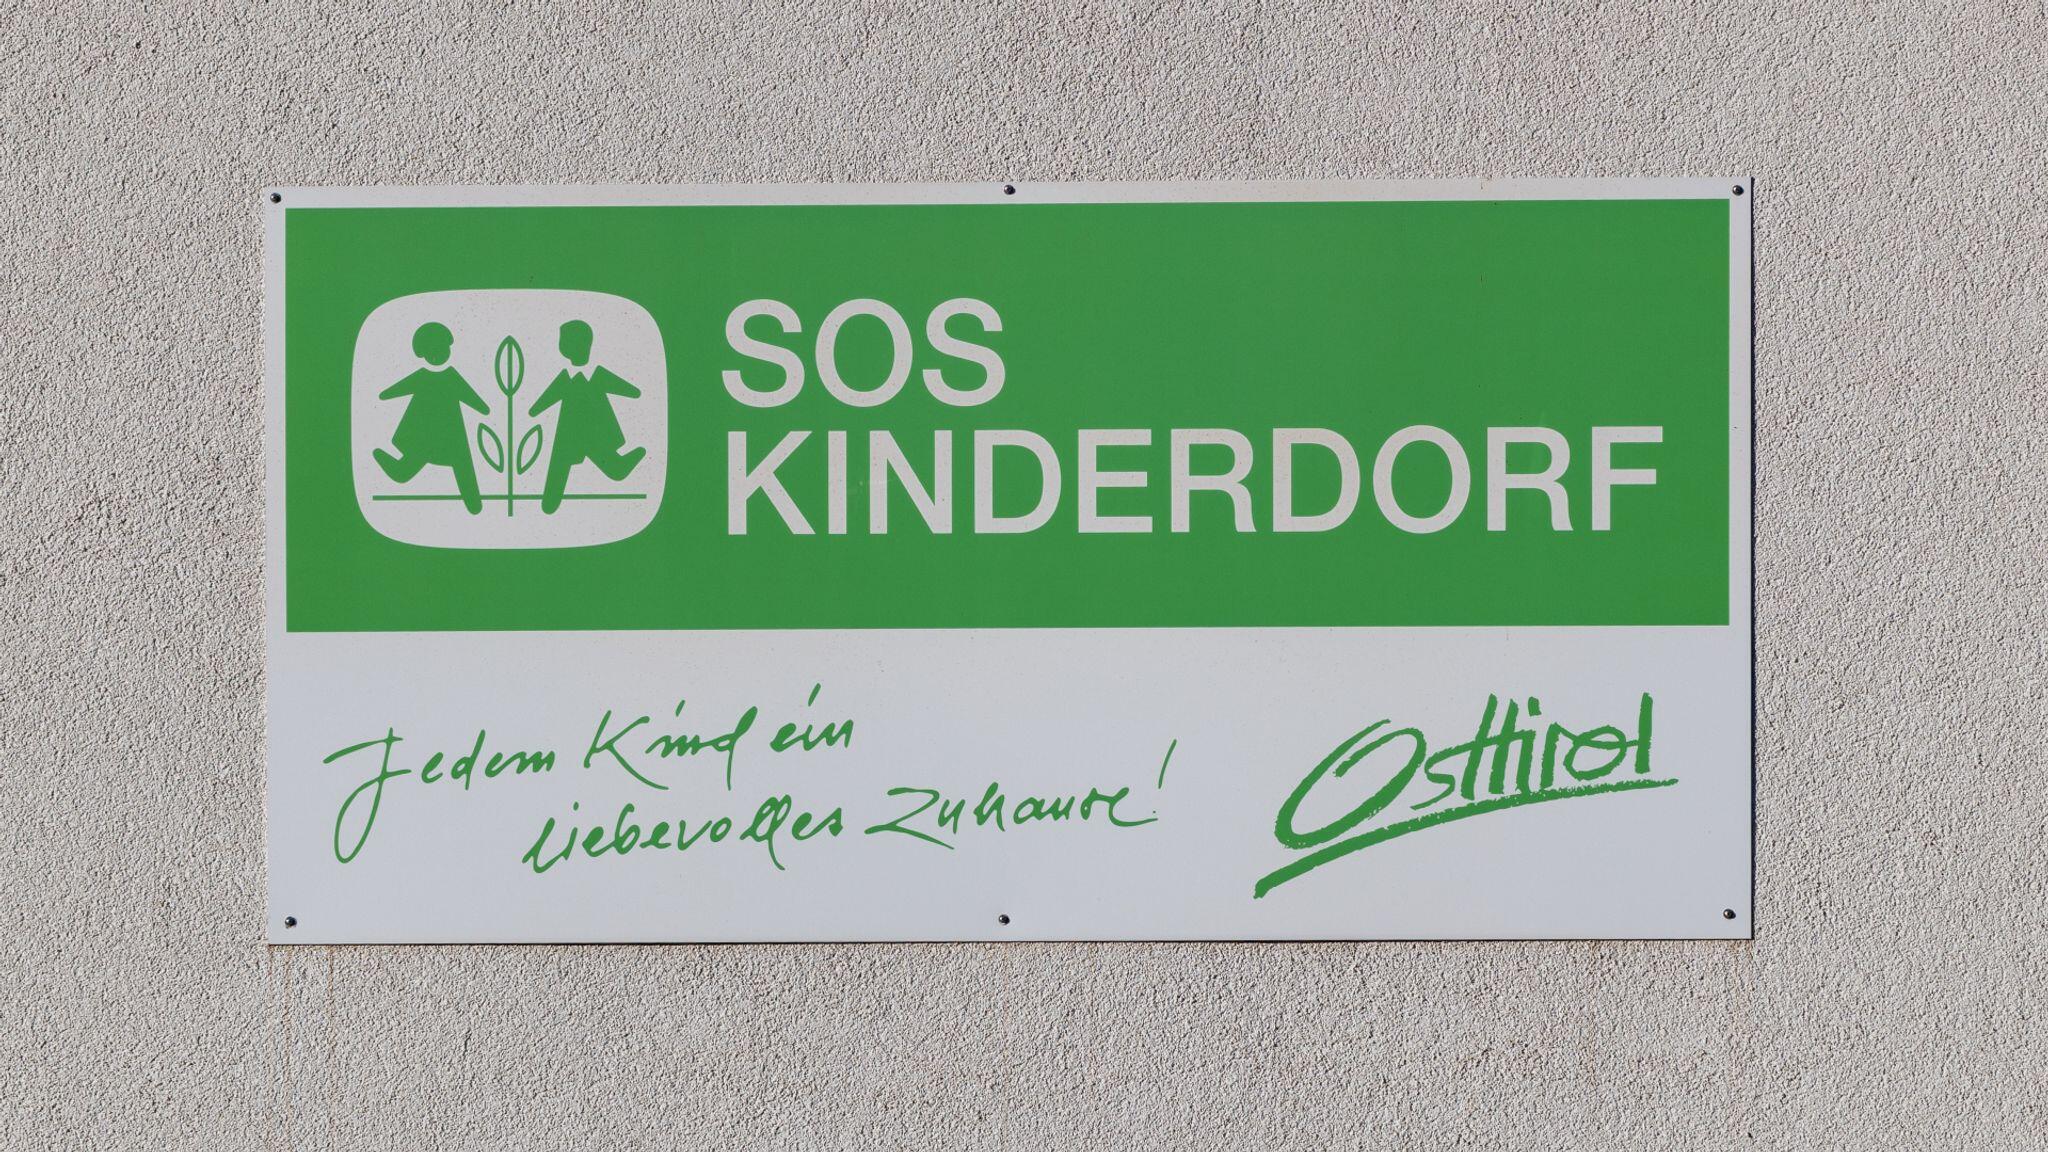 SOS
KINDERDORF
Jedem Kind ein
liebevolles Zuhause!
Osttirol